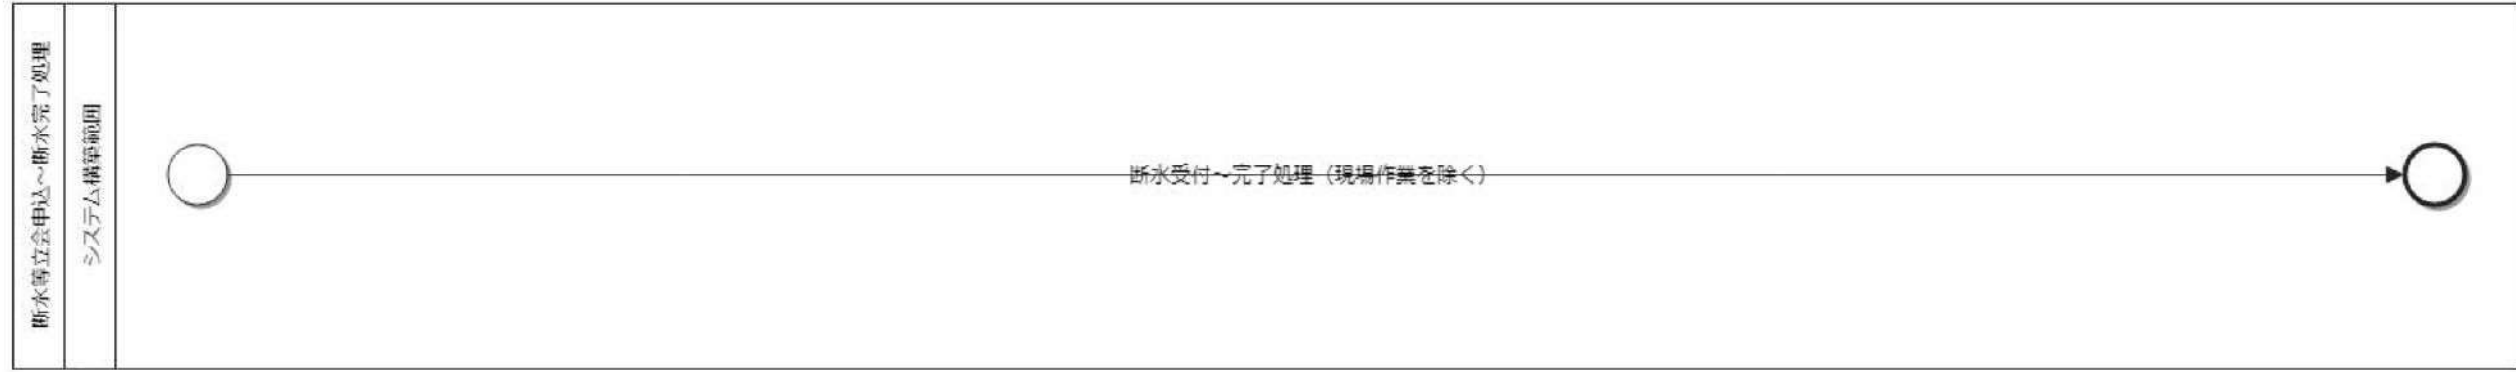 断水等立会申込～断水完了処理
システム構築範囲
断水受付～完了処理（現場作業を除く）